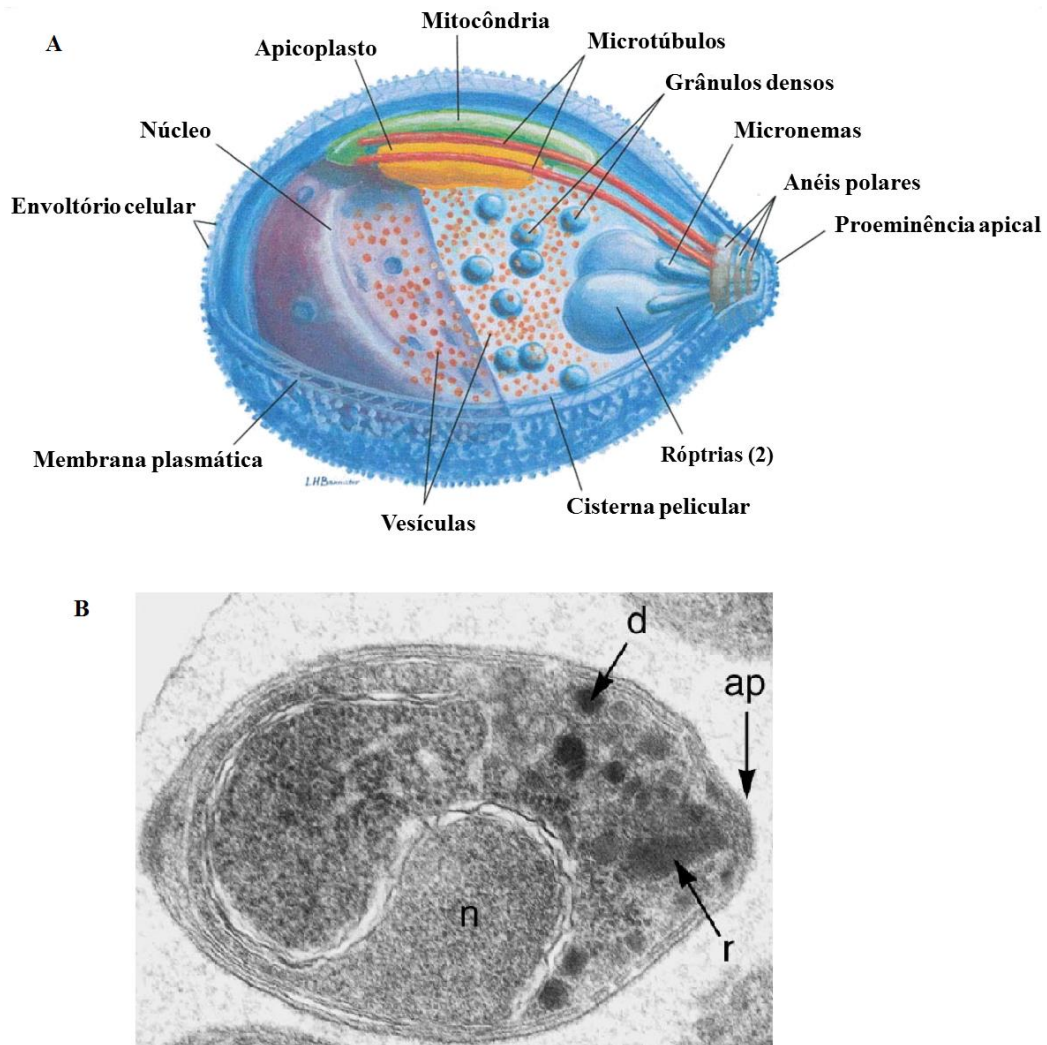 A
Mitocôndria
Apicoplasto
Microtúbulos
Grânulos densos
Núcleo
Micronemas
Anéis polares
Envoltório celular
Proeminência apical
Membrana plasmática
Róptrias (2)
Cisterna pelicular
Vesículas
L H Bannister
B
d
ap
n
r